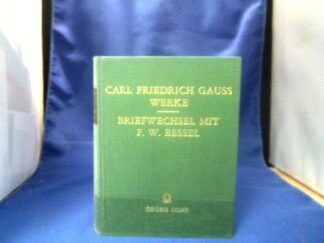 CARL FRIEDRICH GAUSS
WERKE
BRIEFWECHSEL MIT
F. W. BESSEL
GEORG OLMS